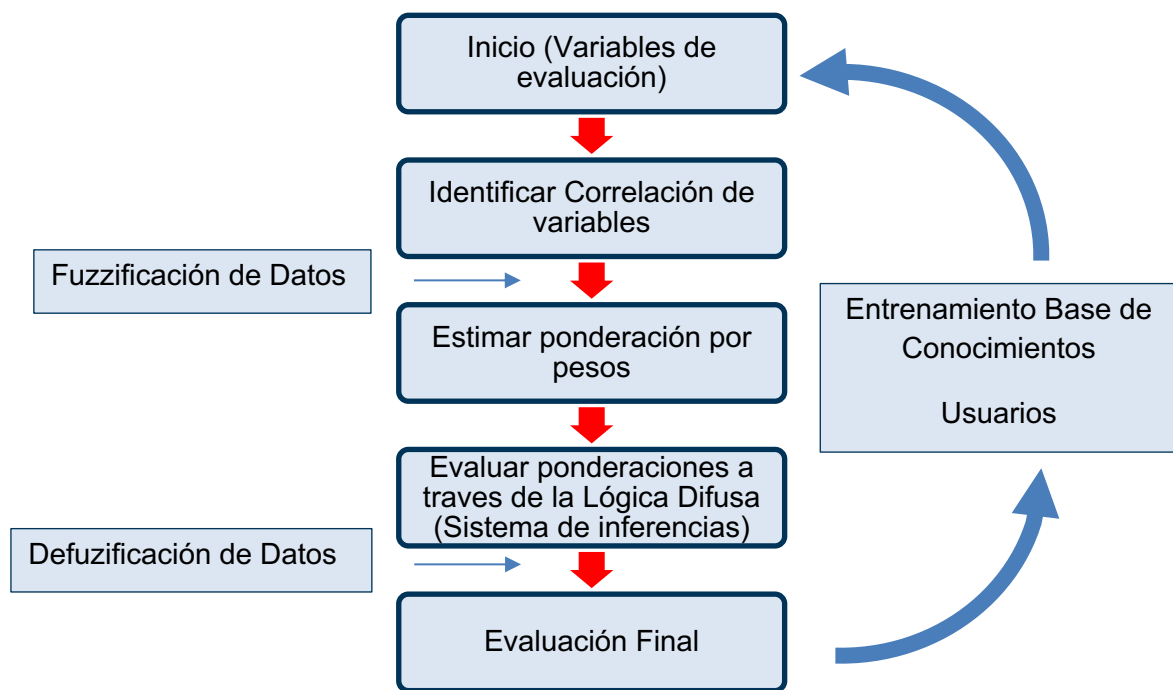 Inicio (Variables de
evaluación)
Identificar Correlación de
variables
Fuzzificación de Datos
Estimar ponderación por
pesos
Entrenamiento Base de
Conocimientos
Usuarios
Evaluar ponderaciones a
traves de la Lógica Difusa
(Sistema de inferencias)
Defuzificación de Datos
Evaluación Final